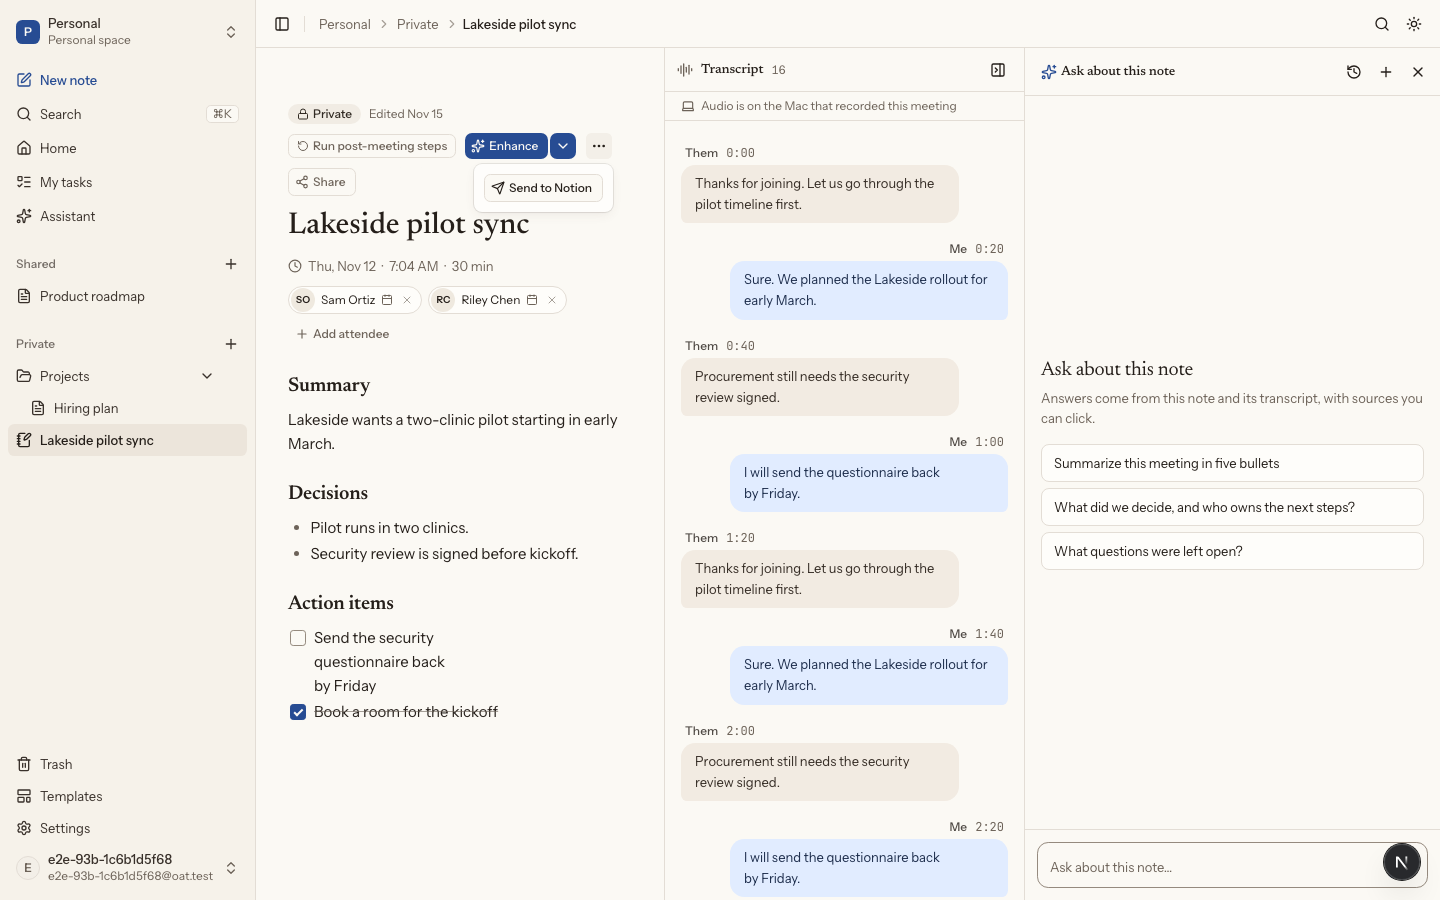 P
Personal
Personal space
New note
Search
⌘K
Home
My tasks
Assistant
Shared
Product roadmap
Private
Projects
Hiring plan
Lakeside pilot sync
Trash
Templates
Settings
E
e2e-93b-1c6b1d5f68
e2e-93b-1c6b1d5f68@oat.test
Personal
Private
Lakeside pilot sync
Private
Edited Nov 15
Run post-meeting steps
Enhance
Share
Send to Notion
Lakeside pilot sync
Thu, Nov 12 · 7:04 AM · 30 min
SO
Sam Ortiz
RC
Riley Chen
Add attendee
Summary
Lakeside wants a two-clinic pilot starting in early
March.
Decisions
Pilot runs in two clinics.
Security review is signed before kickoff.
Action items
Send the security
questionnaire back
by Friday
Book a room for the kickoff
Transcript 16
Audio is on the Mac that recorded this meeting
Them 0:00
Thanks for joining. Let us go through the
pilot timeline first.
Me 0:20
Sure. We planned the Lakeside rollout for
early March.
Them 0:40
Procurement still needs the security
review signed.
Me 1:00
I will send the questionnaire back
by Friday.
Them 1:20
Thanks for joining. Let us go through the
pilot timeline first.
Me 1:40
Sure. We planned the Lakeside rollout for
early March.
Them 2:00
Procurement still needs the security
review signed.
Me 2:20
I will send the questionnaire back
by Friday.
Ask about this note
Ask about this note
Answers come from this note and its transcript, with sources you
can click.
Summarize this meeting in five bullets
What did we decide, and who owns the next steps?
What questions were left open?
Ask about this note...
N